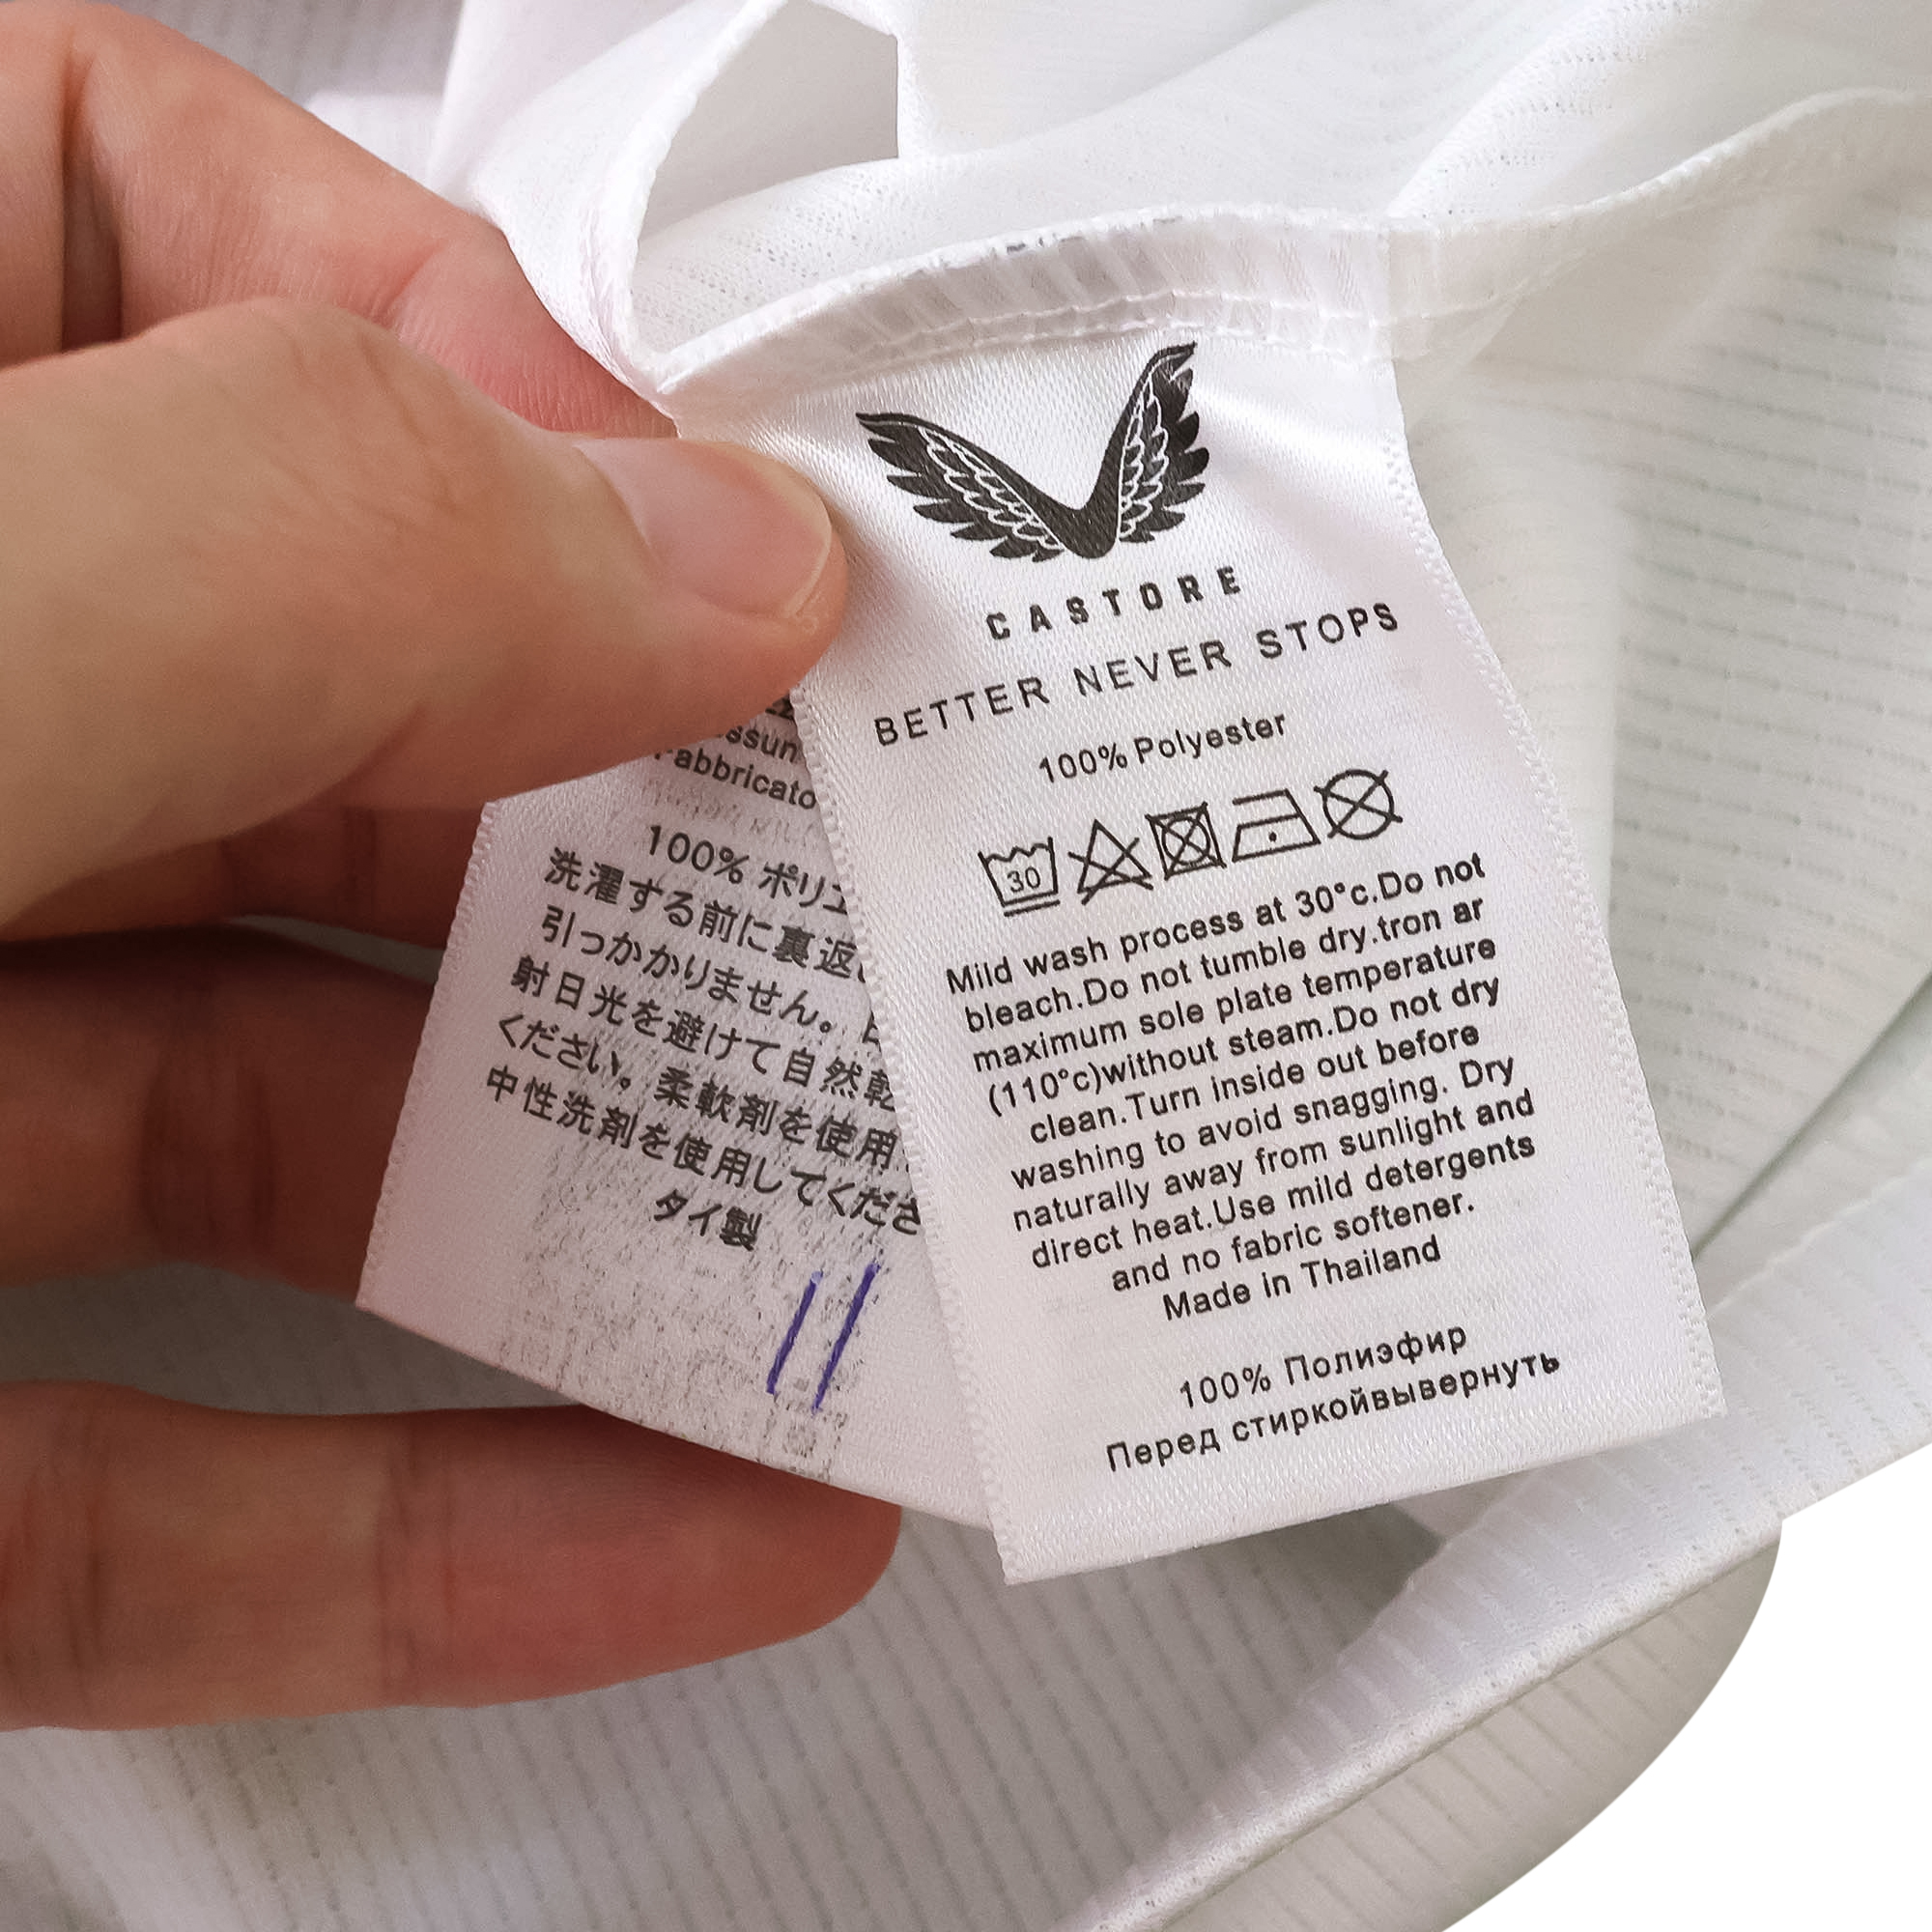 CASTORE
BETTER NEVER STOPS
100% Polyester
30
Mild wash process at 30°c.Do not
bleach.Do not tumble dry.tron ar
maximum sole plate temperature
(110°c)without steam.Do not dry
clean.Turn inside out before
washing to avoid snagging. Dry
naturally away from sunlight and
direct heat.Use mild detergents
and no fabric softener.
Made in Thailand
100% Полиэфир
Перед стиркойвывернуть
Fabbricato
100% ポリエ
洗濯する前に裏返
引っかかりません。
射日光を避けて自然乾
ください。柔軟剤を使用
中性洗剤を使用してくださ
タイ製
11